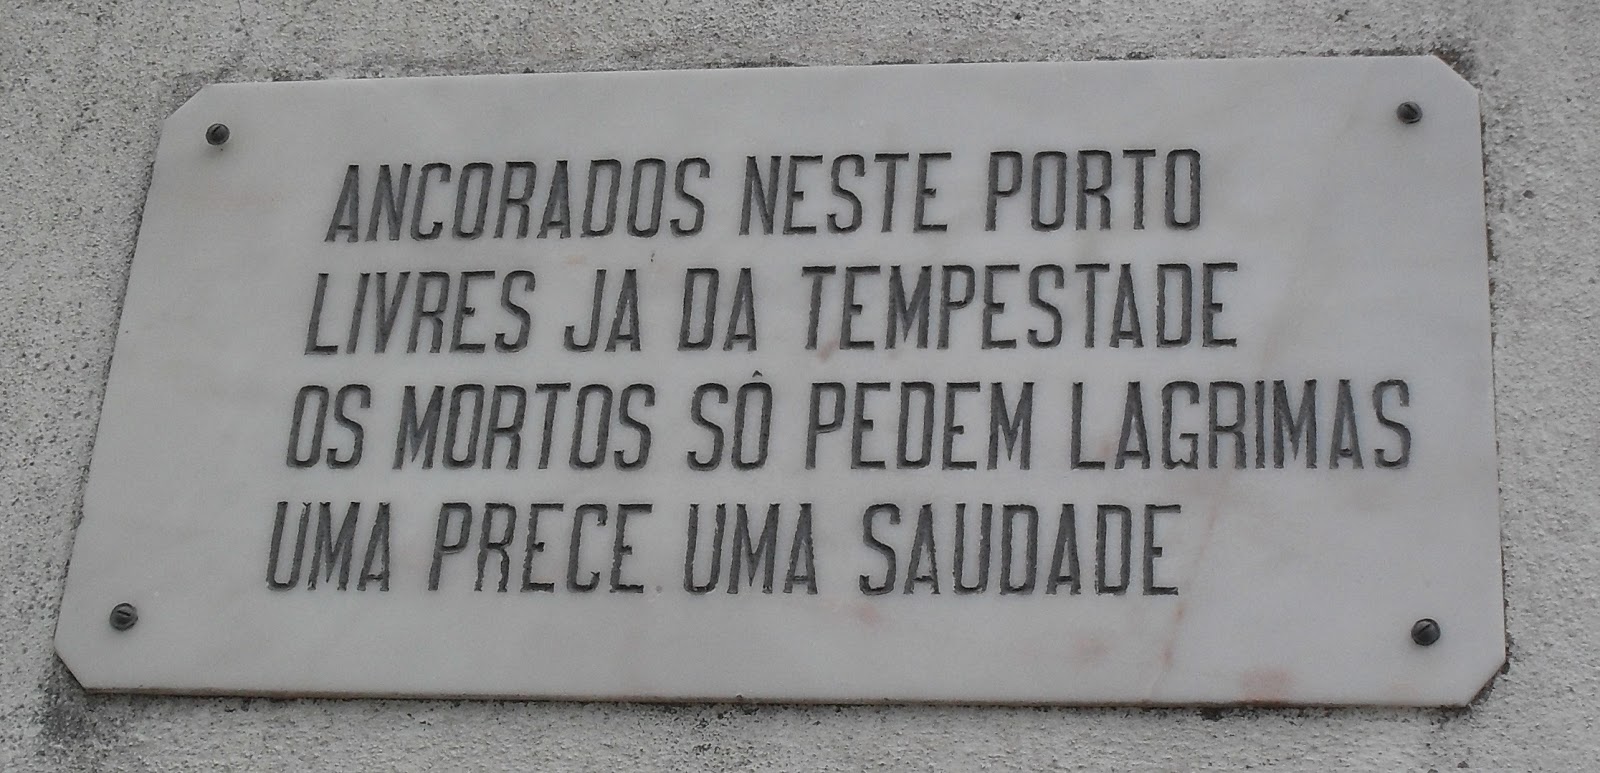 ANCORADOS NESTE PORTO
LIVRES JA DA TEMPESTADE
OS MORTOS SÔ PEDEM LAGRIMAS
UMA PRECE UMA SAUDADE